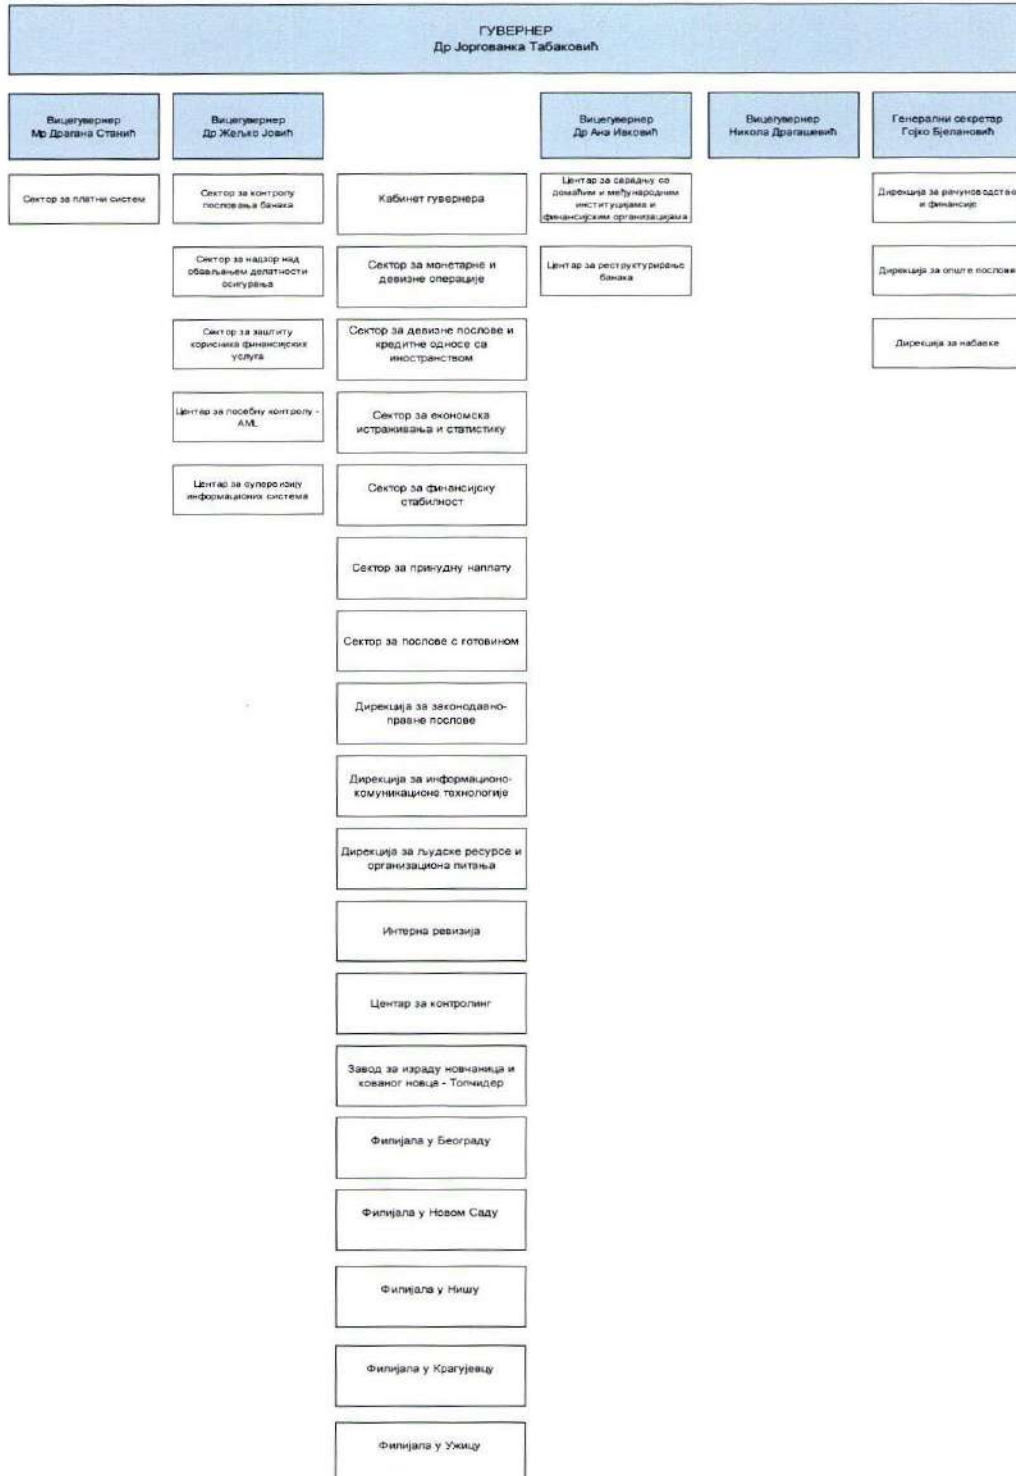 ГУВЕРНЕР
Др Јоргованка Табаковић
Вицегувернер
Мр Драгана Станић
Вицегувернер
Др Жељко Јовић
Вицегувернер
Др Ана Ивковић
Вицегувернер
Никола Драгашевић
Генерални секретар
Гојко Бјелановић
Сектор за платни систем
Сектор за контролу
пословања банака
Сектор за надзор над
обављањем делатности
осигурања
Сектор за заштиту
корисника финансијских
услуга
Центар за посебну контролу -
AML
Центар за супервизију
информационих система
Кабинет гувернера
Сектор за монетарне и
девизне операције
Сектор за девизне послове и
кредитне односе са
иностранством
Сектор за економска
истраживања и статистику
Сектор за финансијску
стабилност
Сектор за принудну наплату
Сектор за послове с готовином
Дирекција за законодавно-
правне послове
Дирекција за информационо-
комуникационе технологије
Дирекција за људске ресурсе и
организациона питања
Интерна ревизија
Центар за контролинг
Завод за израду новчаница и
кованог новца - Топчидер
Филијала у Београду
Филијала у Новом Саду
Филијала у Нишу
Филијала у Крагујевцу
Филијала у Ужицу
Центар за сарадњу са
домаћим и међународним
институцијама и
финансијским организацијама
Центар за реструктурирање
банака
Дирекција за рачуноводство
и финансије
Дирекција за опште послове
Дирекција за набавке